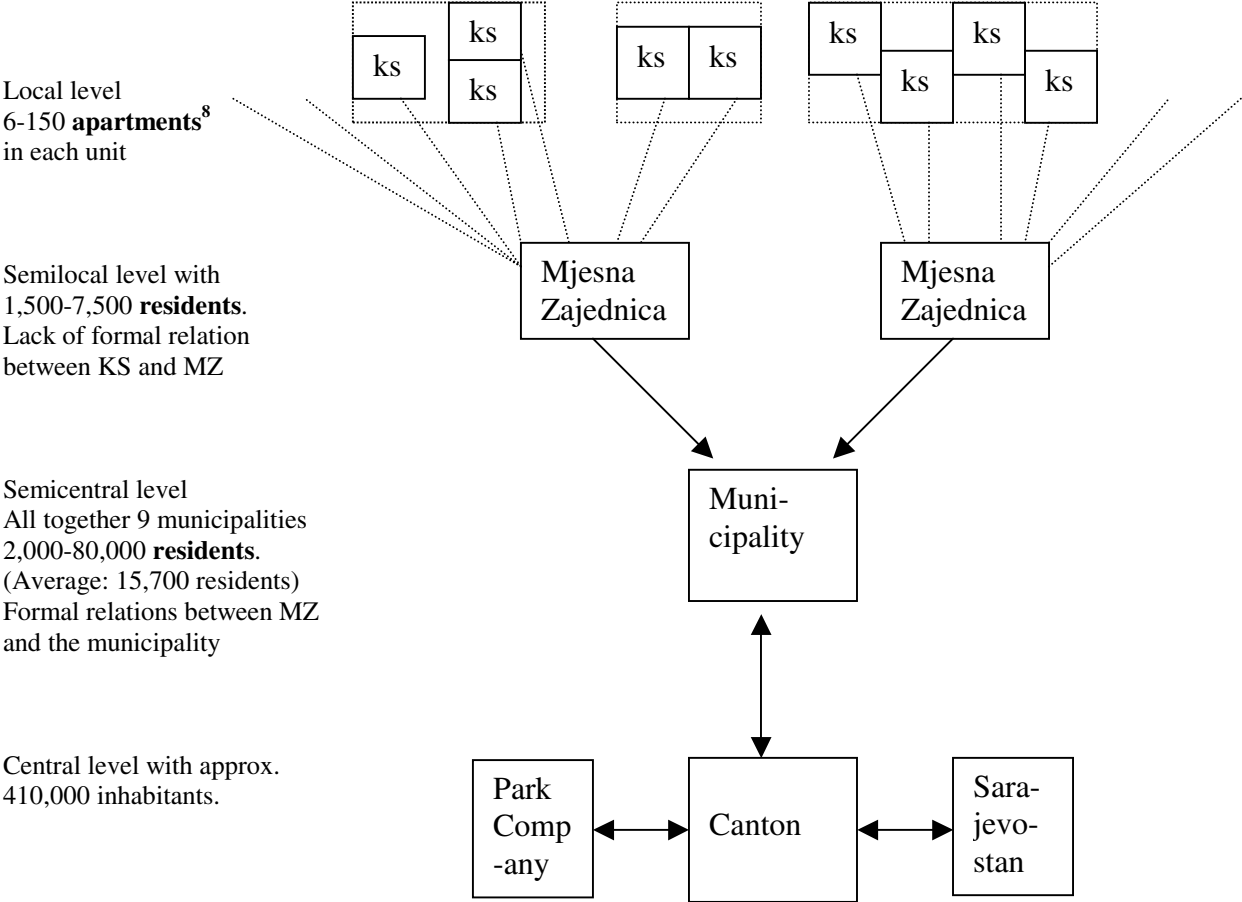 ks
ks
ks
ks
ks
ks
ks
ks
ks
Local level
6-150 apartments8
in each unit
Semilocal level with
1,500-7,500 residents.
Lack of formal relation
between KS and MZ
Mjesna
Zajednica
Mjesna
Zajednica
Semicentral level
All together 9 municipalities
2,000-80,000 residents.
(Average: 15,700 residents)
Formal relations between MZ
and the municipality
Muni-
cipality
Central level with approx.
410,000 inhabitants.
Park
Comp
-any
Canton
Sara-
jevo-
stan